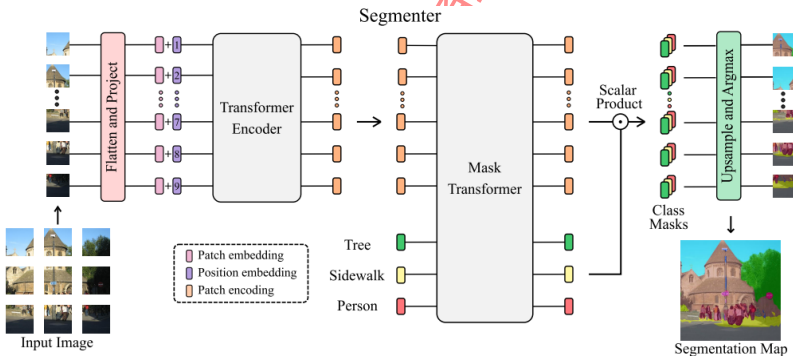 Segmenter
Flatten and Project
+1
+2
+7
+8
+9
Transformer
Encoder
Mask
Transformer
Scalar
Product
Class
Masks
Upsample and Argmax
Patch embedding
Position embedding
Patch encoding
Tree
Sidewalk
Person
Input Image
Segmentation Map